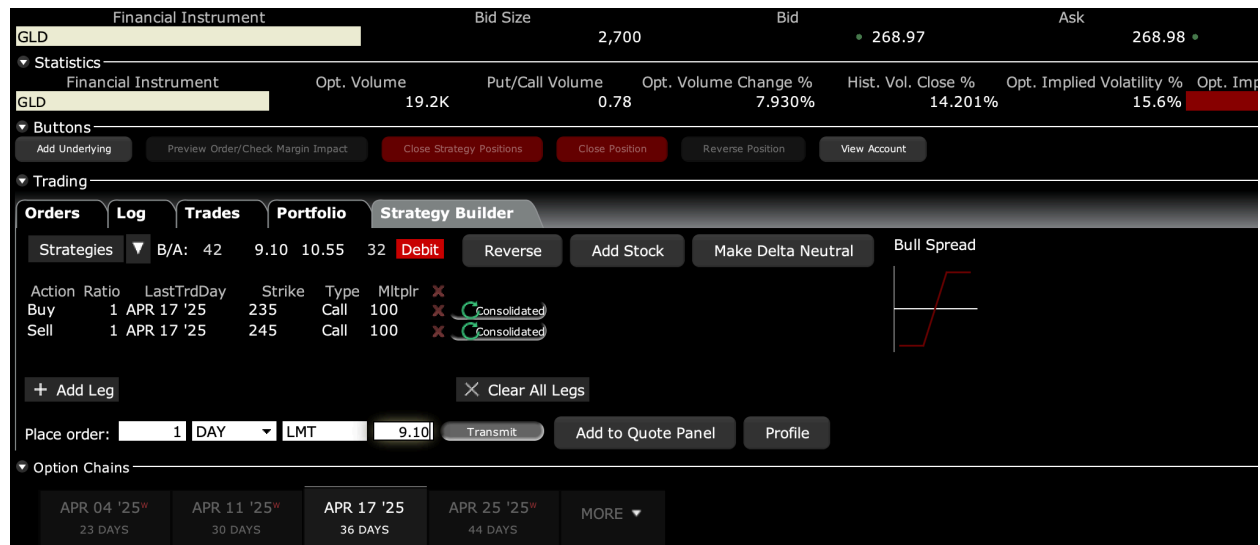 Financial Instrument Bid Size Bid Ask
GLD 2,700 268.97 268.98
Statistics
Financial Instrument Opt. Volume Put/Call Volume Opt. Volume Change % Hist. Vol. Close % Opt. Implied Volatility % Opt. Imp
GLD 19.2K 0.78 7.930% 14.201% 15.6%
Buttons
Add Underlying Preview Order/Check Margin Impact Close Strategy Positions Close Position Reverse Position View Account
Trading
Orders Log Trades Portfolio Strategy Builder
Strategies B/A: 42 9.10 10.55 32 Debit Reverse Add Stock Make Delta Neutral Bull Spread
Action Ratio LastTrdDay Strike Type Mltplr X
Buy 1 APR 17 '25 235 Call 100 X Consolidated
Sell 1 APR 17 '25 245 Call 100 X Consolidated
+ Add Leg X Clear All Legs
Place order: 1 DAY LMT 9.10 Transmit Add to Quote Panel Profile
Option Chains
APR 04 '25W APR 11 '25W APR 17 '25 APR 25 '25W MORE
23 DAYS 30 DAYS 36 DAYS 44 DAYS